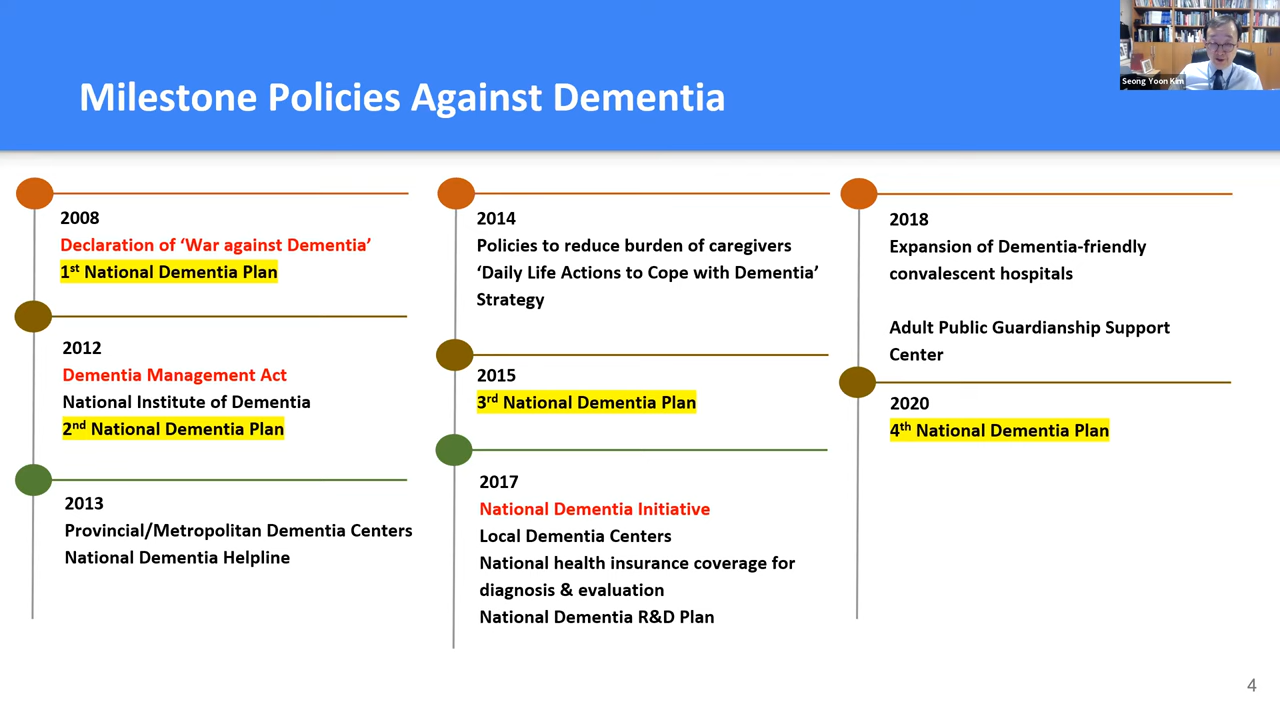 Seong Yoon Kim
Milestone Policies Against Dementia
2008
Declaration of ‘War against Dementia’
1st National Dementia Plan
2012
Dementia Management Act
National Institute of Dementia
2nd National Dementia Plan
2013
Provincial/Metropolitan Dementia Centers
National Dementia Helpline
2014
Policies to reduce burden of caregivers
‘Daily Life Actions to Cope with Dementia’
Strategy
2015
3rd National Dementia Plan
2017
National Dementia Initiative
Local Dementia Centers
National health insurance coverage for
diagnosis & evaluation
National Dementia R&D Plan
2018
Expansion of Dementia-friendly
convalescent hospitals
Adult Public Guardianship Support
Center
2020
4th National Dementia Plan
4